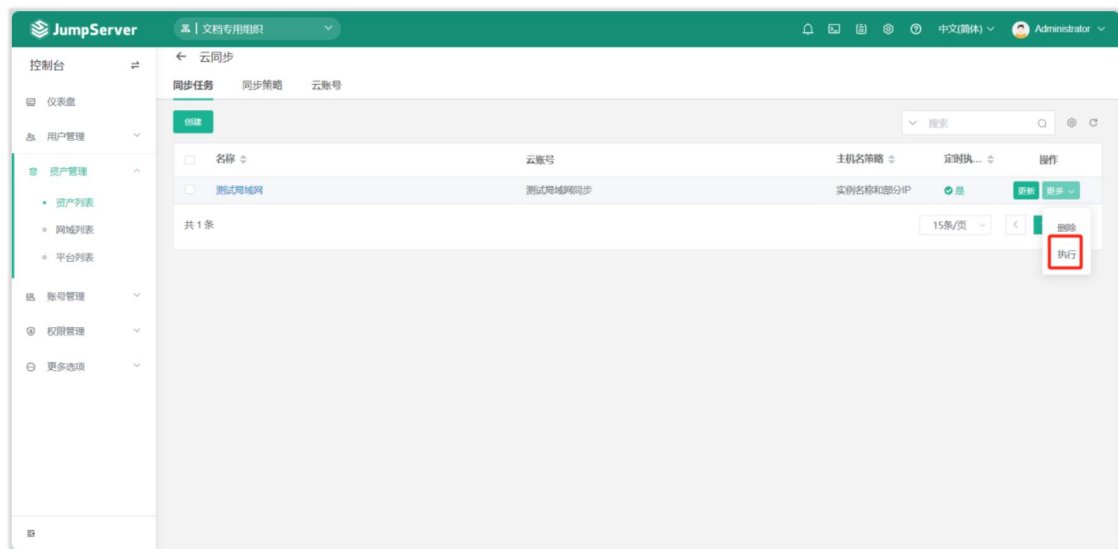 JumpServer 文档专用组织 中文(简体) Administrator
控制台
云同步
同步任务 同步策略 云账号
仪表盘
创建 搜索
用户管理
名称 云账号 主机名策略 定时执... 操作
资产管理
测试局域网 测试局域网同步 实例名称和部分IP 是 更新 更多
资产列表
共 1 条 15条/页 删除
网域列表
执行
平台列表
账号管理
权限管理
更多选项